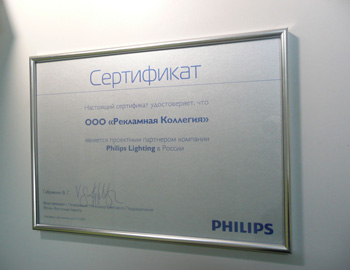 Сертификат
Настоящий сертификат удостоверяет, что
ООО «Рекламная Коллегия»
является проектным партнером компании
Philips Lighting в России
PHILIPS